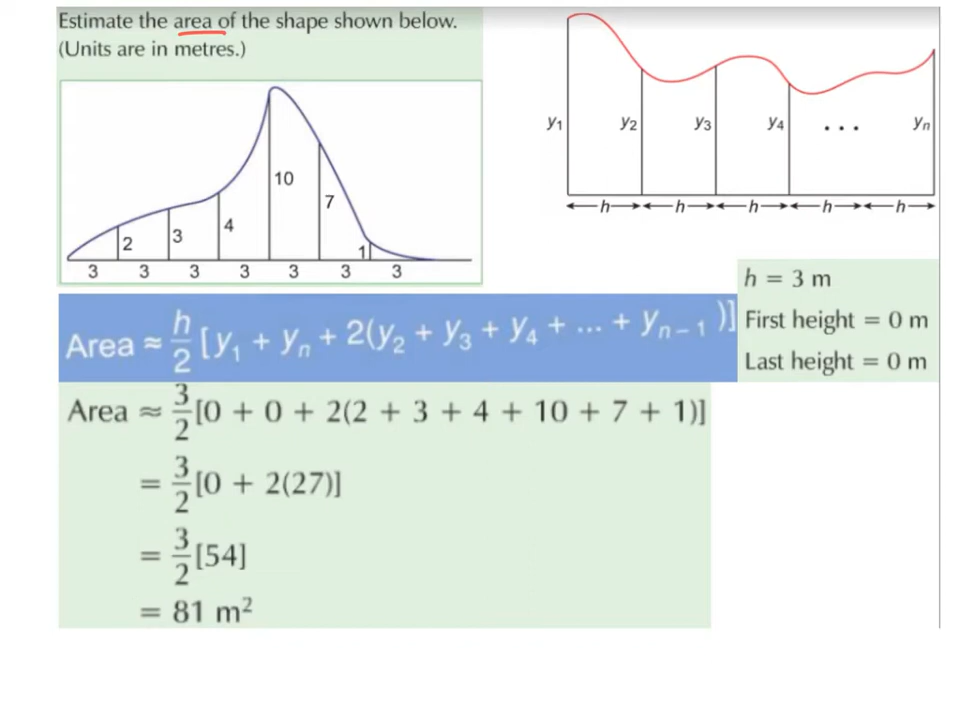 Estimate the area of the shape shown below.
(Units are in metres.)
2 3 4 10 7 1
3 3 3 3 3 3 3
y1 y2 y3 y4 ... yn
h h h h h
h = 3 m
First height = 0 m
Last height = 0 m
Area ≈ h/2 [y1 + yn + 2(y2 + y3 + y4 + ... + yn−1)]
Area ≈ 3/2[0 + 0 + 2(2 + 3 + 4 + 10 + 7 + 1)]
= 3/2[0 + 2(27)]
= 3/2[54]
= 81 m²